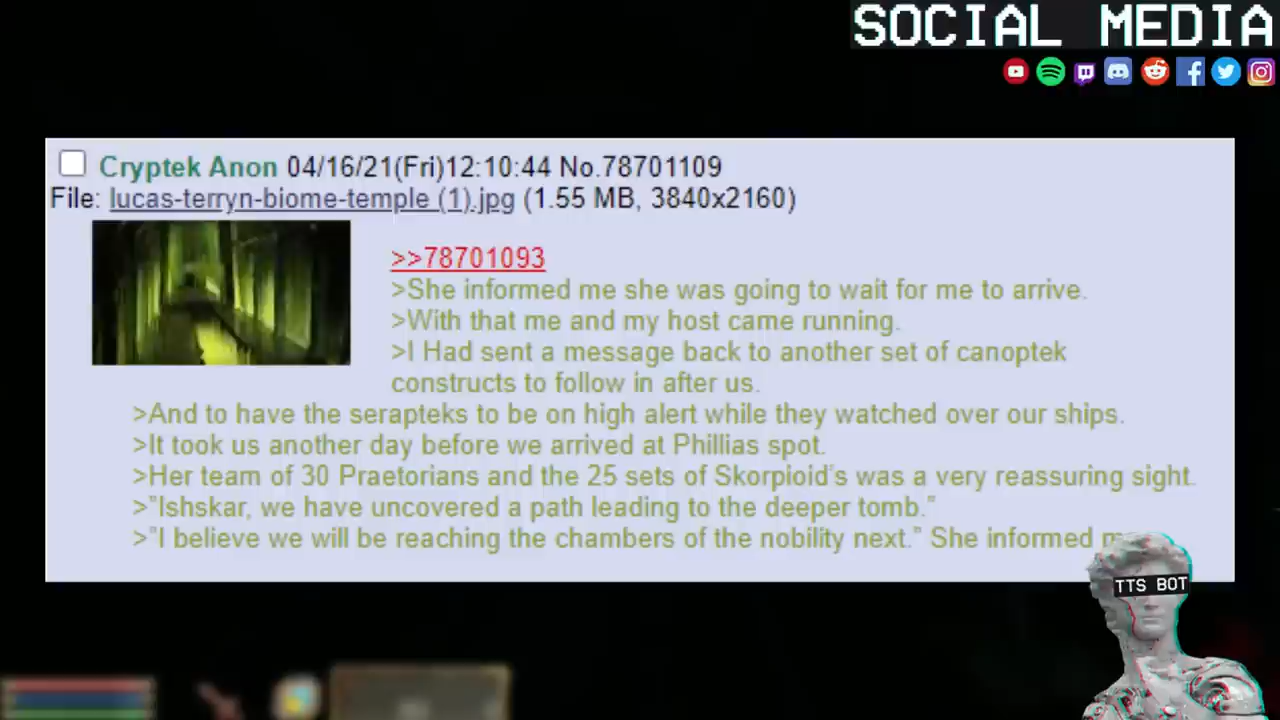 SOCIAL MEDIA
Cryptek Anon 04/16/21(Fri)12:10:44 No.78701109
File: lucas-terryn-biome-temple (1).jpg (1.55 MB, 3840x2160)
>>78701093
>She informed me she was going to wait for me to arrive.
>With that me and my host came running.
>I Had sent a message back to another set of canoptek
constructs to follow in after us.
>And to have the serapteks to be on high alert while they watched over our ships.
>It took us another day before we arrived at Phillias spot.
>Her team of 30 Praetorians and the 25 sets of Skorpioid's was a very reassuring sight.
>"Ishskar, we have uncovered a path leading to the deeper tomb."
>"I believe we will be reaching the chambers of the nobility next." She informed
TTS BOT